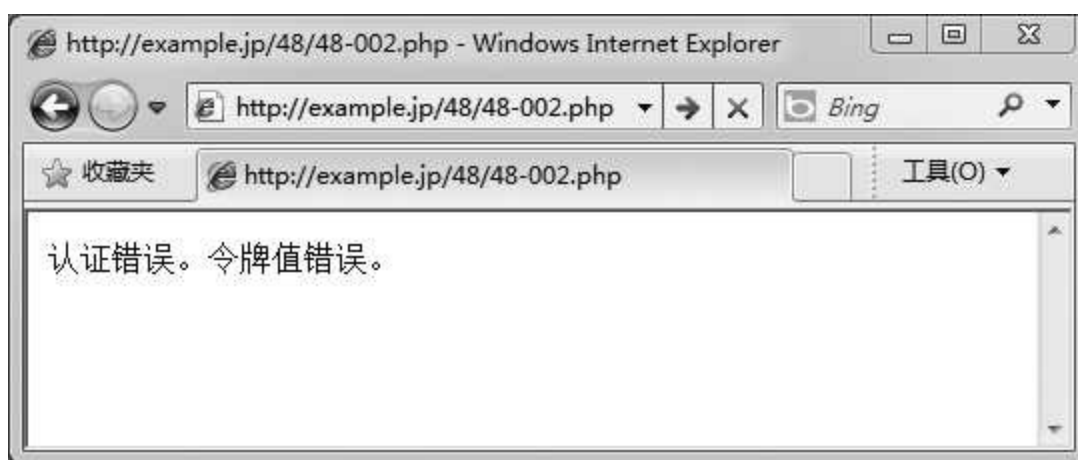 http://example.jp/48/48-002.php - Windows Internet Explorer
http://example.jp/48/48-002.php
Bing
收藏夹
http://example.jp/48/48-002.php
工具(O)
认证错误。令牌值错误。